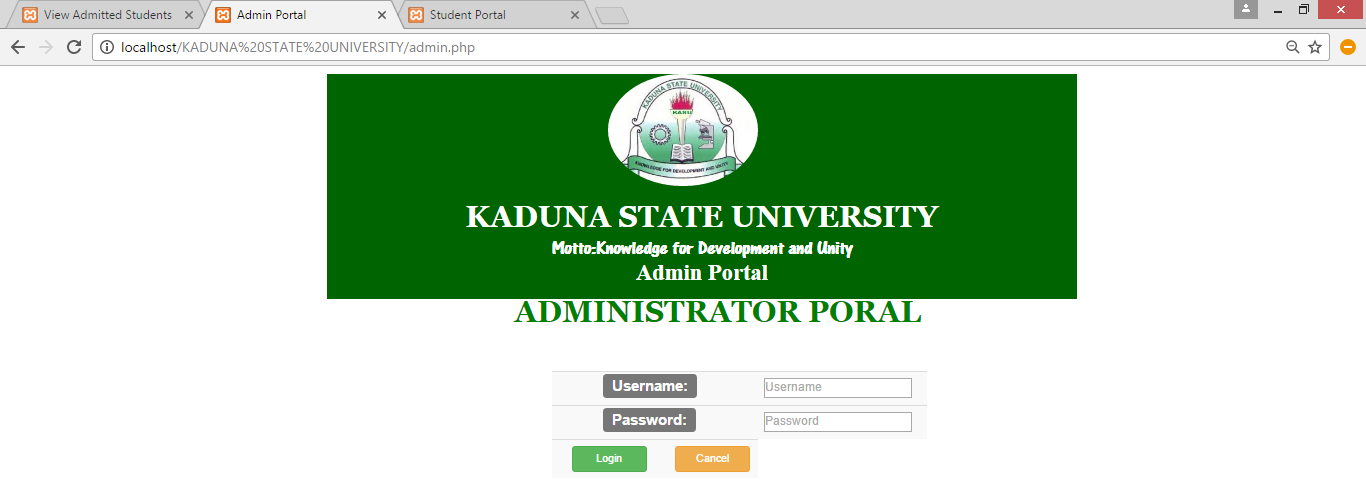 View Admitted Students
Admin Portal
Student Portal
localhost/KADUNA%20STATE%20UNIVERSITY/admin.php
KADUNA STATE UNIVERSITY
KASU
KNOWLEDGE FOR DEVELOPMENT AND UNITY
KADUNA STATE UNIVERSITY
Motto:Knowledge for Development and Unity
Admin Portal
ADMINISTRATOR PORAL
Username: Username
Password: Password
Login Cancel